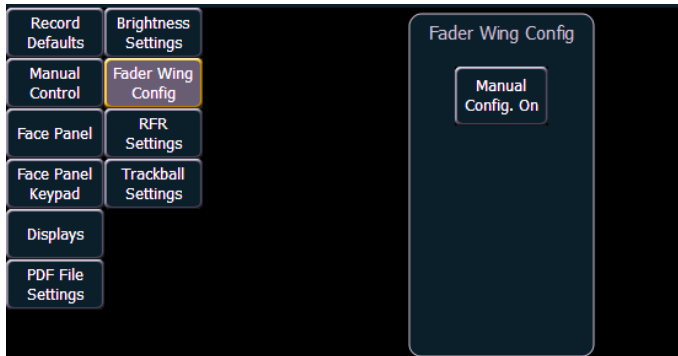 Record
Defaults
Brightness
Settings
Manual
Control
Fader Wing
Config
Face Panel
RFR
Settings
Face Panel
Keypad
Trackball
Settings
Displays
PDF File
Settings
Fader Wing Config
Manual
Config. On